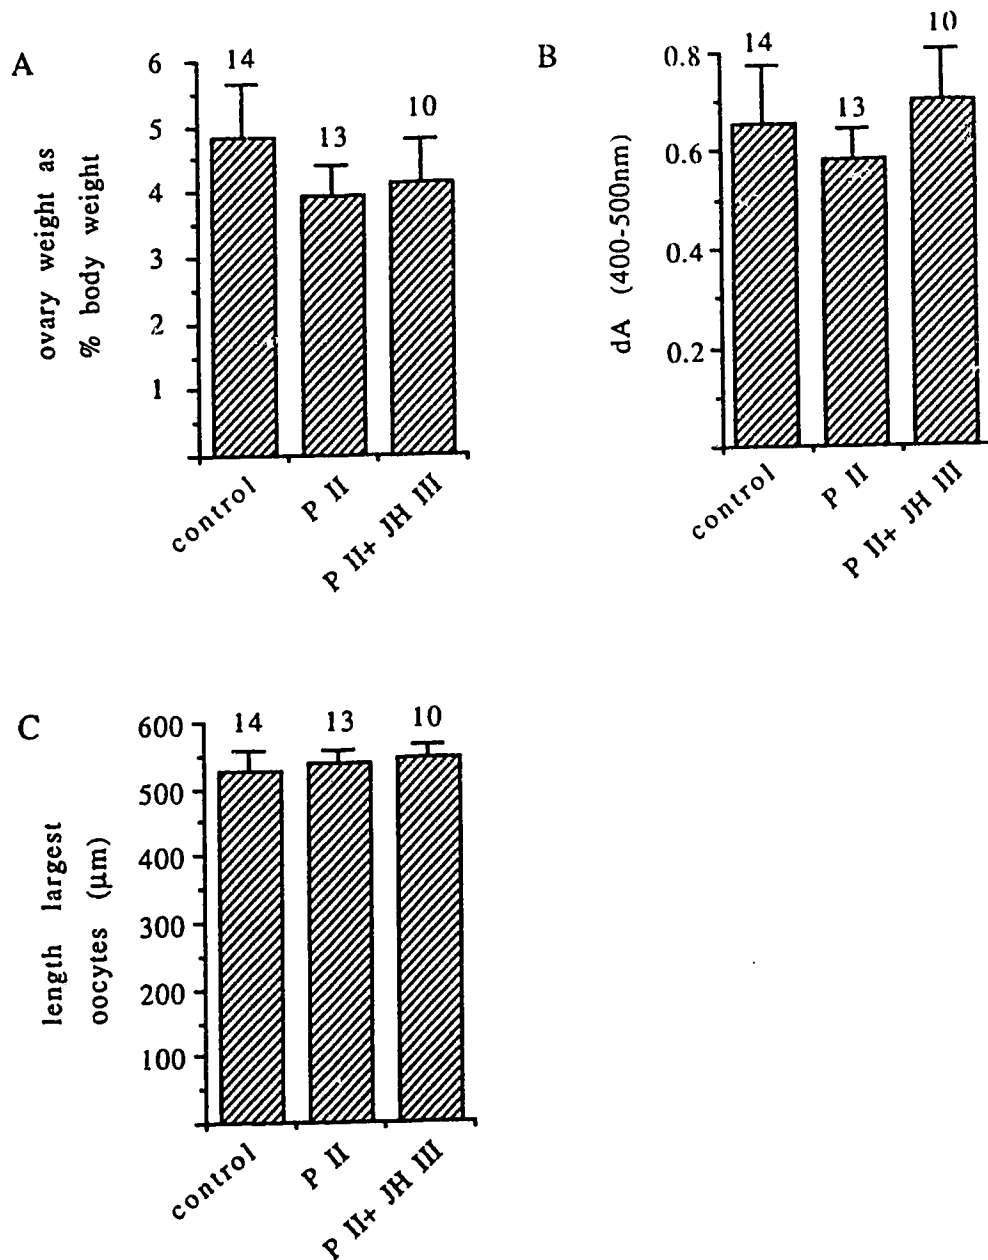 A
6
5
4
3
2
1
ovary weight as
% body weight
14
13
10
control
P II
P II+ JH III
B
0.8
0.6
0.4
0.2
dA (400-500nm)
14
13
10
control
P II
P II+ JH III
C
600
500
400
300
200
100
length largest
oocytes (μm)
14
13
10
control
P II
P II+ JH III